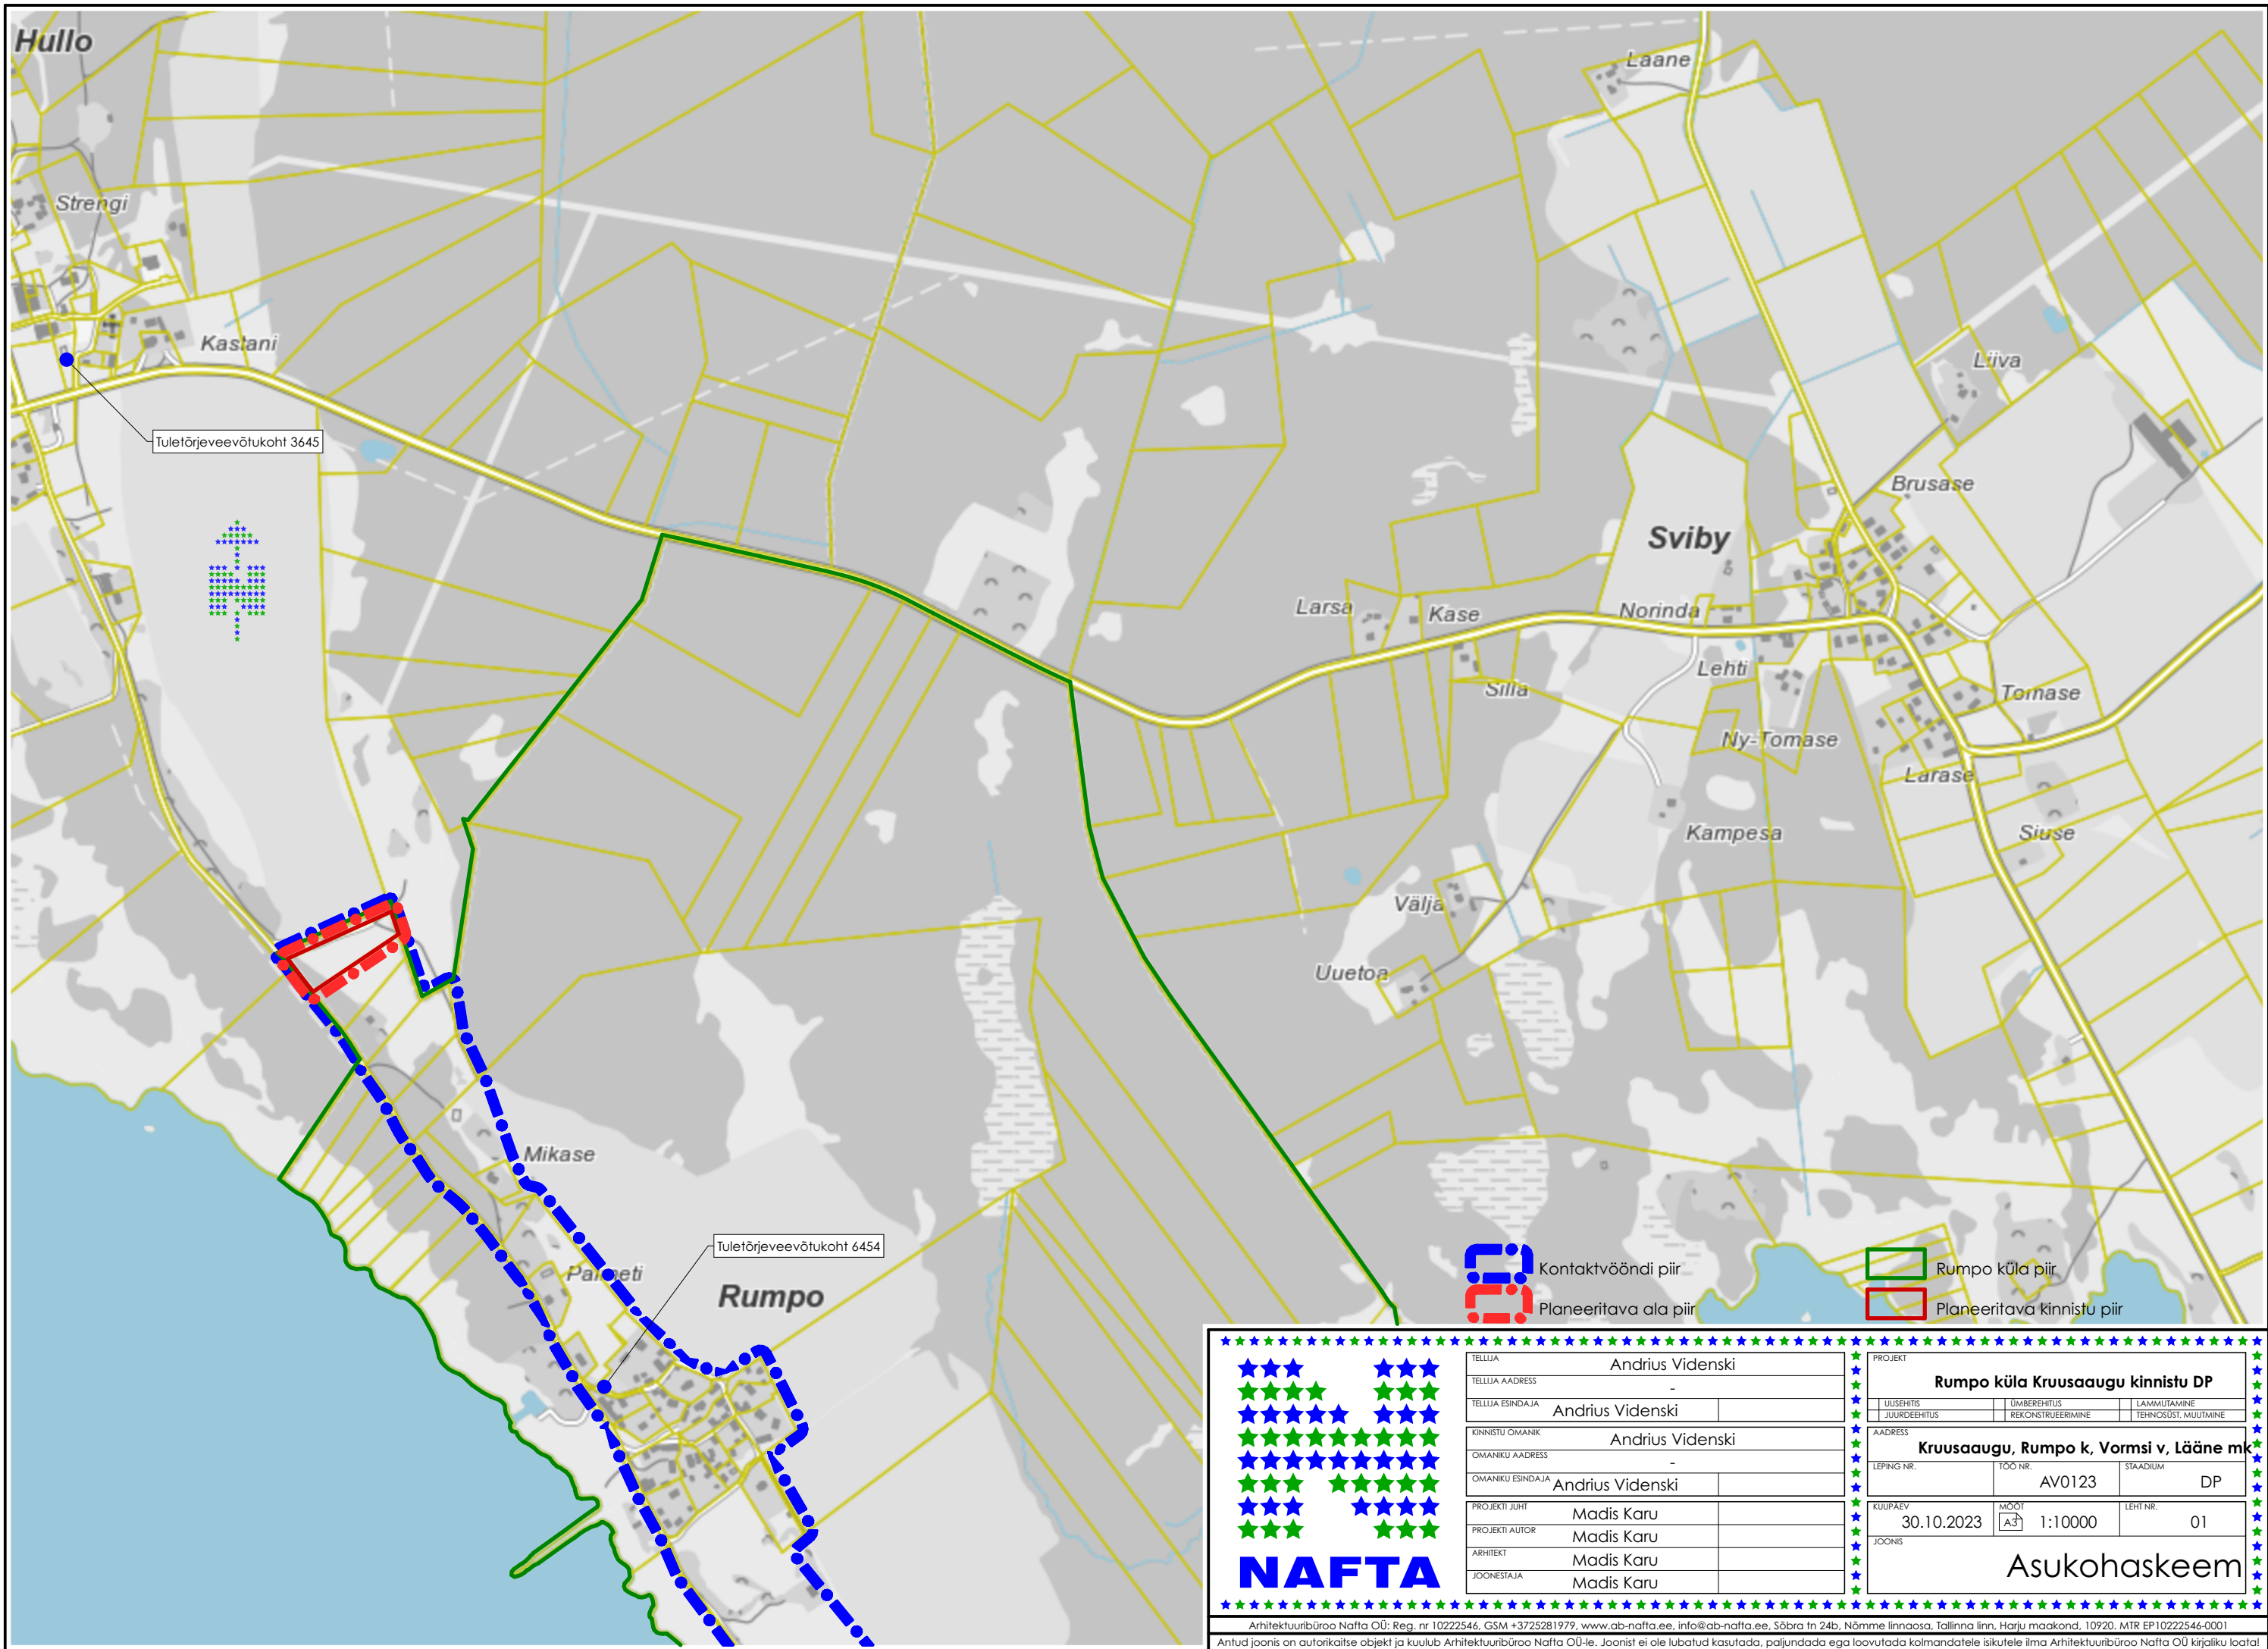 Hullo
Laane
Strengi
Kastani
Tuletõrjeveevõtukoht 3645
Liiva
Brusase
Sviby
Larsa
Kase
Norinda
Lehti
Silla
Tomase
Ny-Tomase
Larase
Kampesa
Siuse
Välja
Uuetoa
Mikase
Tuletõrjeveevõtukoht 6454
Rumpo
Kontaktvööndi piir
Rumpo küla piir
Planeeritava ala piir
Planeeritava kinnistu piir
NAFTA
TELLIJA
Andrius Videnski
TELLIJA AADRESS
-
TELLIJA ESINDAJA
Andrius Videnski
KINNISTU OMANIK
Andrius Videnski
OMANIKU AADRESS
-
OMANIKU ESINDAJA
Andrius Videnski
PROJEKTI JUHT
Madis Karu
PROJEKTI AUTOR
Madis Karu
ARHITEKT
Madis Karu
JOONESTAJA
Madis Karu
PROJEKT
Rumpo küla Kruusaaugu kinnistu DP
UUSEHITIS ÜMBEREHITUS LAMMUTAMINE
JUURDEEHITUS REKONSTRUEERIMINE TEHNOSÜST. MUUTMINE
AADRESS
Kruusaaugu, Rumpo k, Vormsi v, Lääne mk
LEPING NR. TÖÖ NR. STAADIUM
AV0123 DP
KUUPÄEV MÕÕT LEHT NR.
30.10.2023 A3 1:10000 01
JOONIS
Asukohaskeem
Arhitektuuribüroo Nafta OÜ: Reg. nr 10222546, GSM +3725281979, www.ab-nafta.ee, info@ab-nafta.ee, Sõbra tn 24b, Nõmme linnaosa, Tallinna linn, Harju maakond, 10920, MTR EP10222546-0001
Antud joonis on autorikaitse objekt ja kuulub Arhitektuuribüroo Nafta OÜ-le. Joonist ei ole lubatud kasutada, paljundada ega loovutada kolmandatele isikutele ilma Arhitektuuribüroo Nafta OÜ kirjaliku loata